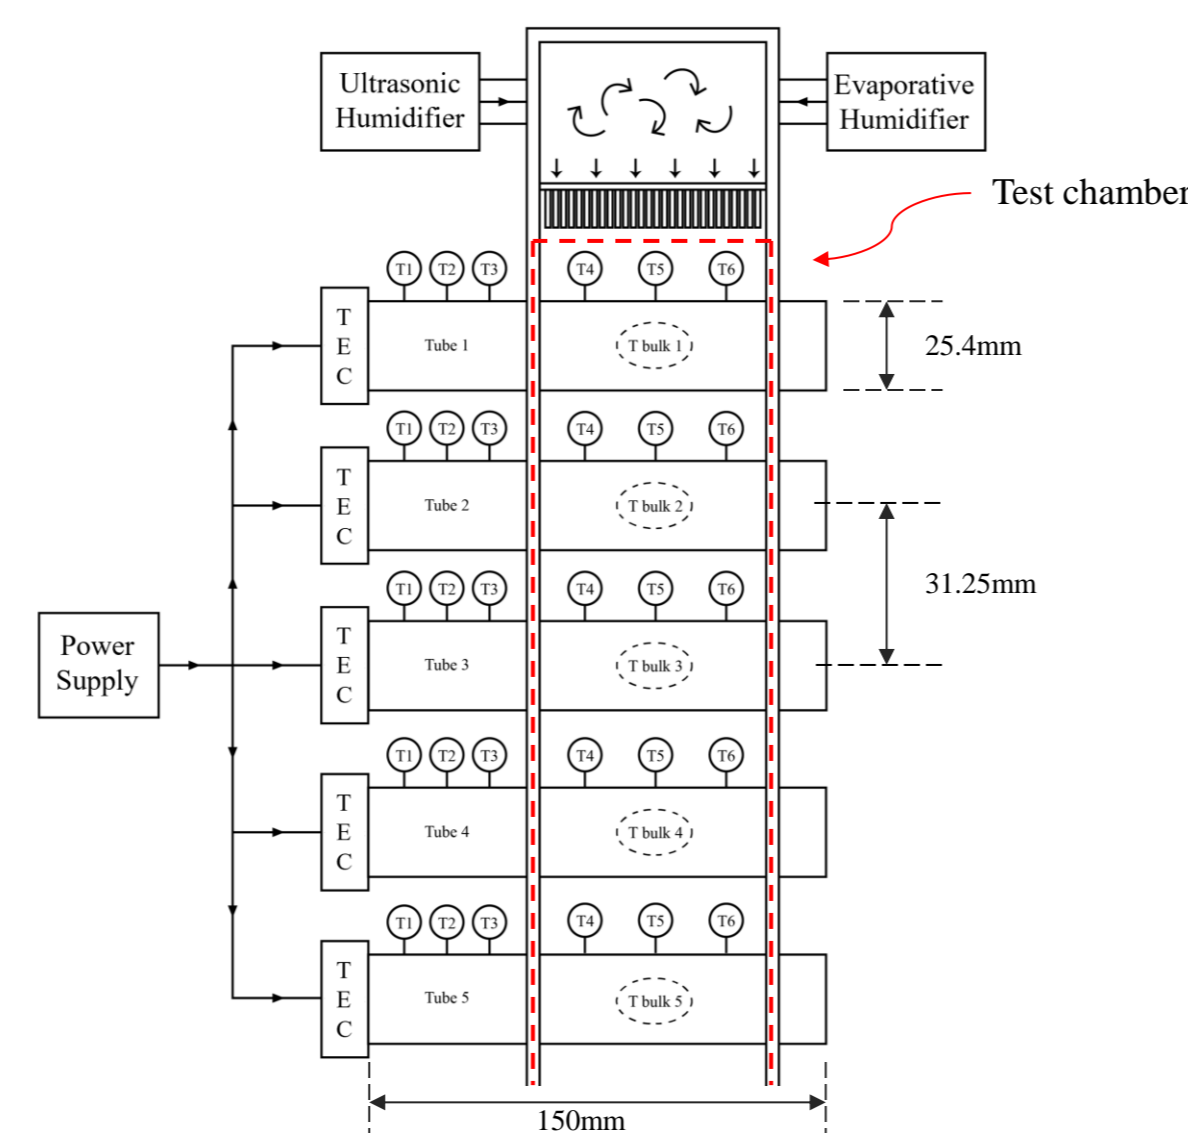 Ultrasonic
Humidifier
Evaporative
Humidifier
Test chamber
T1 T2 T3 T4 T5 T6
T
E
C
Tube 1
T bulk 1
25.4mm
T1 T2 T3 T4 T5 T6
T
E
C
Tube 2
T bulk 2
31.25mm
T1 T2 T3 T4 T5 T6
Power
Supply
T
E
C
Tube 3
T bulk 3
T1 T2 T3 T4 T5 T6
T
E
C
Tube 4
T bulk 4
T1 T2 T3 T4 T5 T6
T
E
C
Tube 5
T bulk 5
150mm